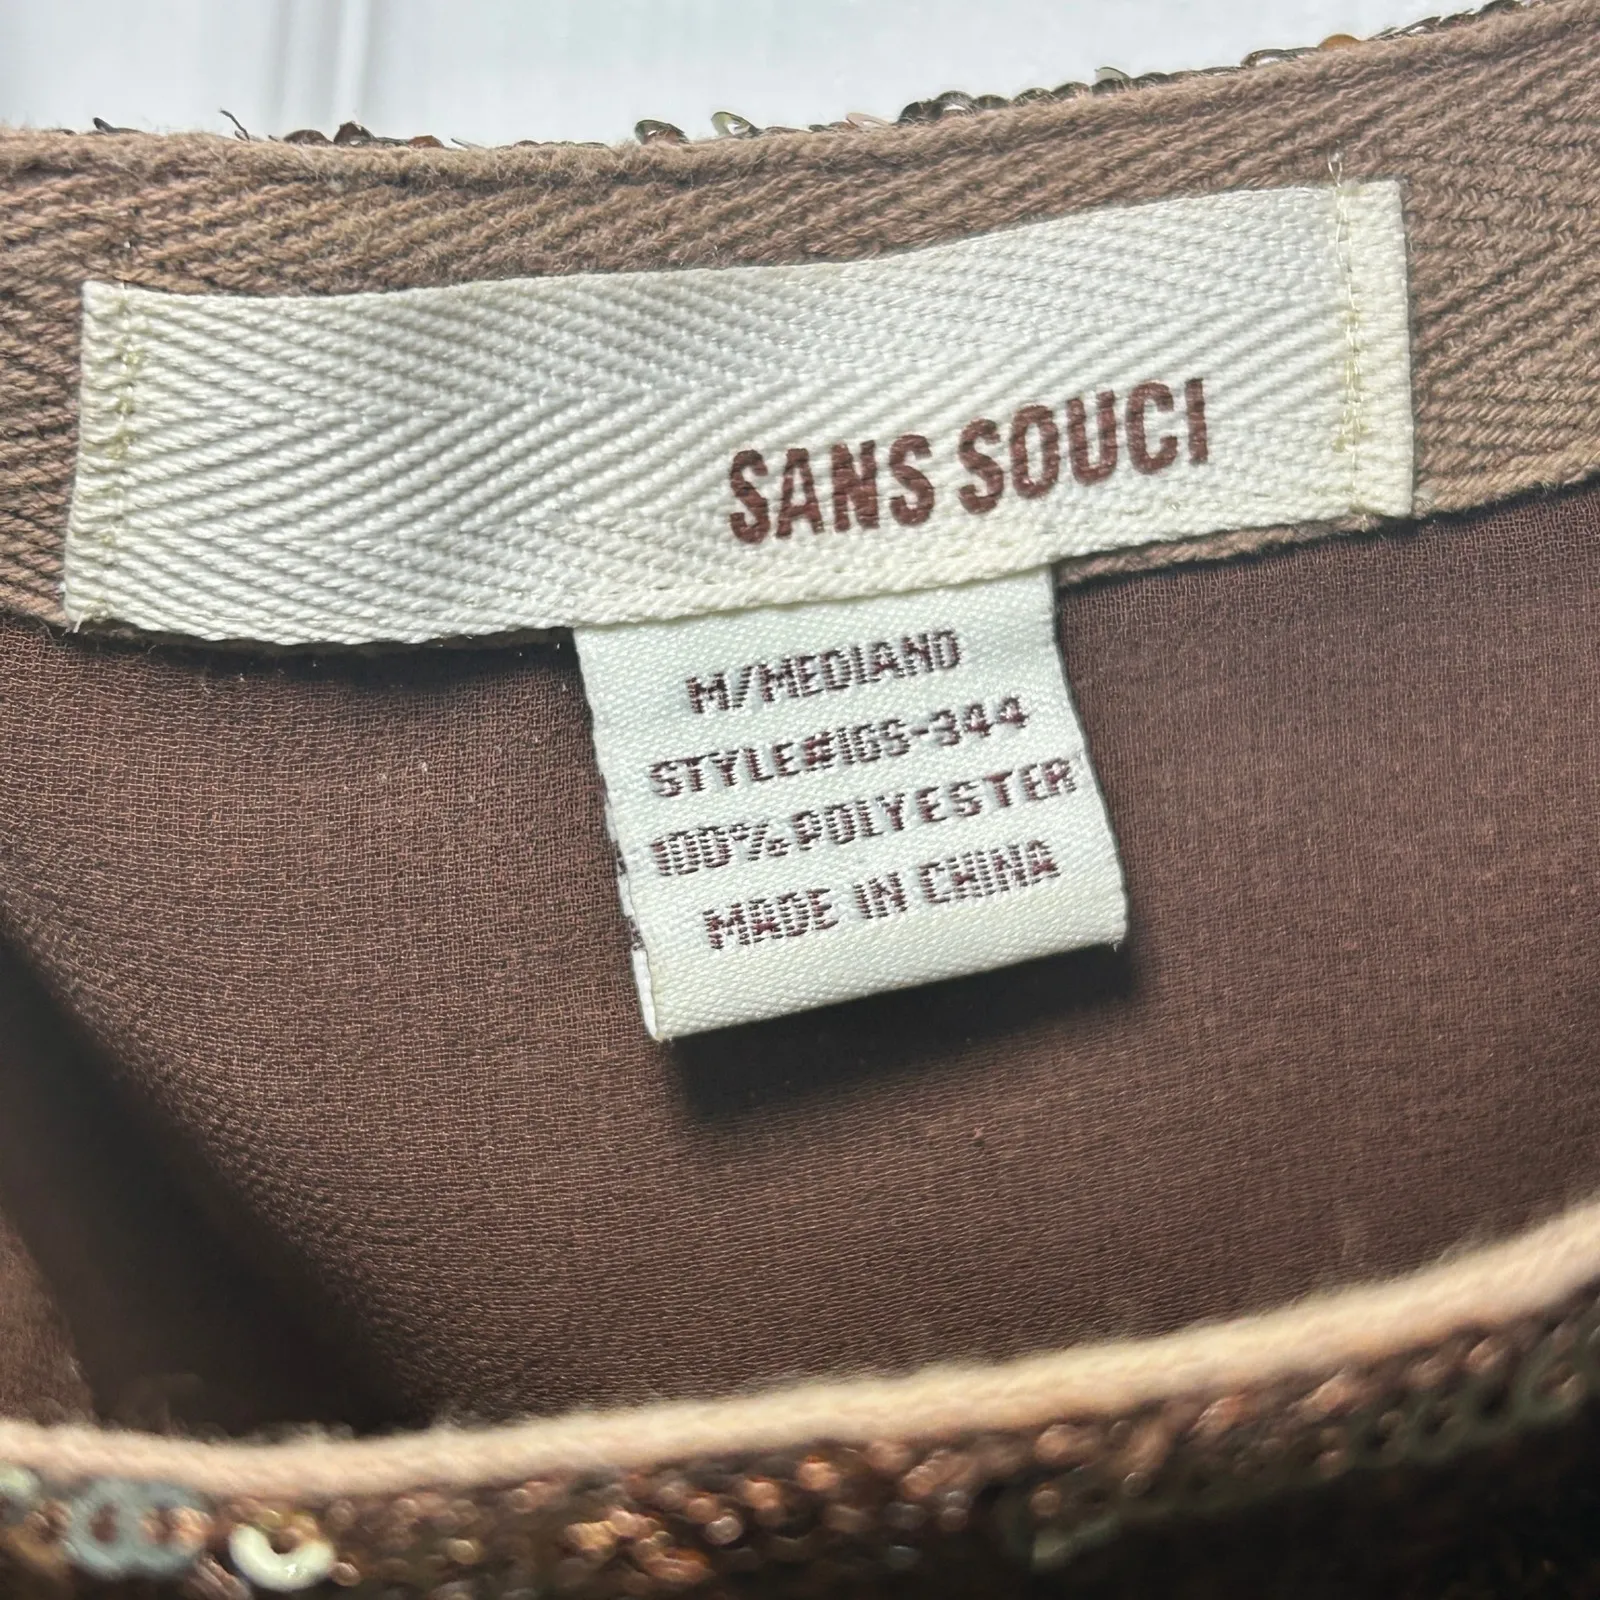 SANS SOUCI
M/MEDIANO
STYLE#IGS-344
100%POLYESTER
MADE IN CHINA